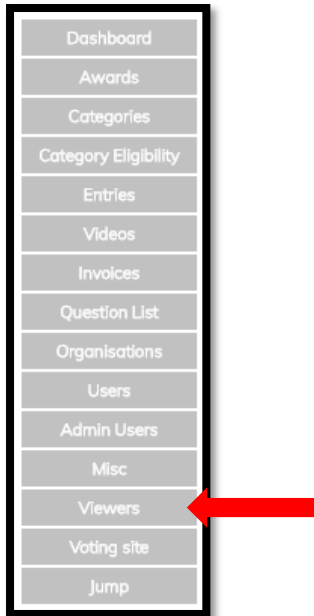 Dashboard
Awards
Categories
Category Eligibility
Entries
Videos
Invoices
Question List
Organisations
Users
Admin Users
Misc
Viewers
Voting site
Jump